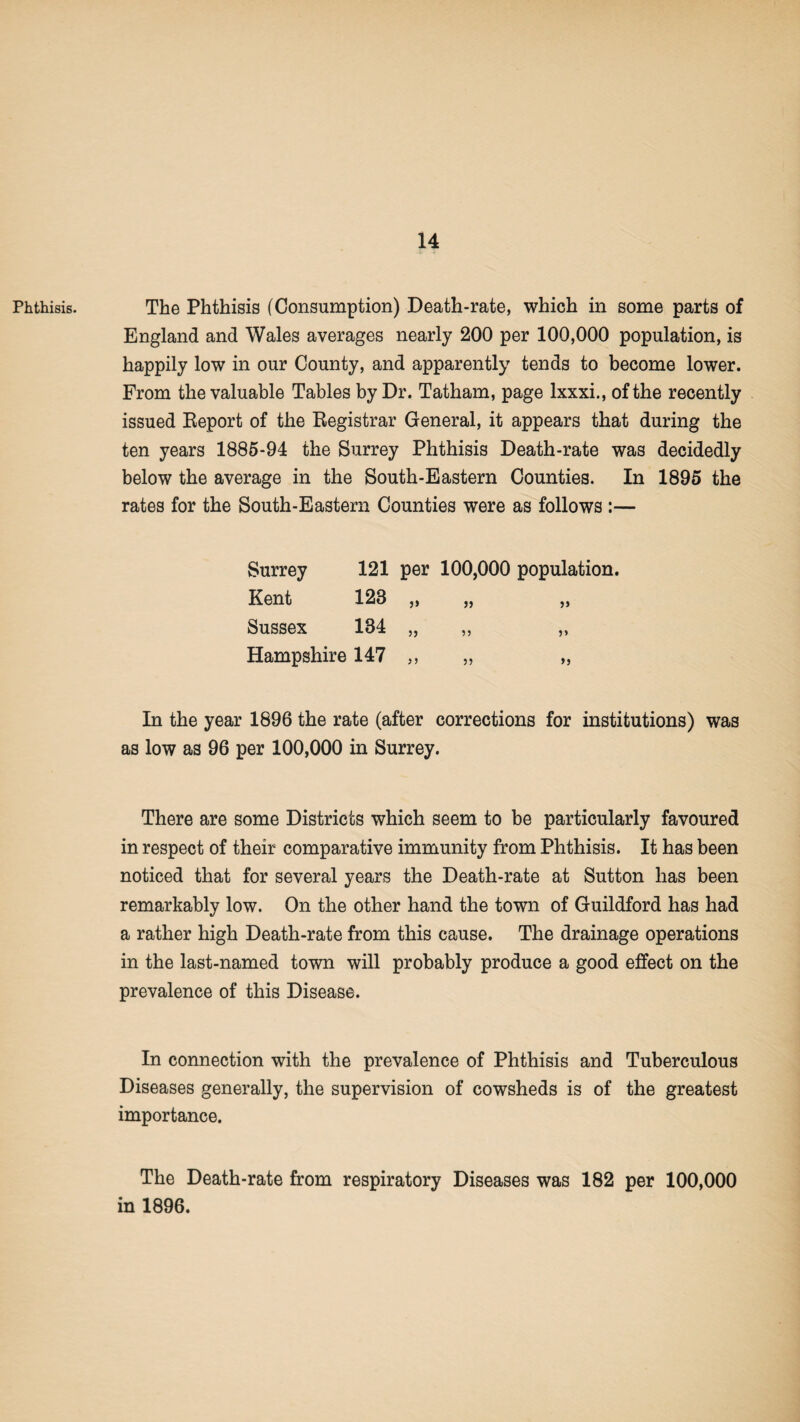 14
Phthisis. The Phthisis (Consumption) Death-rate, which in some parts of
England and Wales averages nearly 200 per 100,000 population, is
happily low in our County, and apparently tends to become lower.
From the valuable Tables by Dr. Tatham, page lxxxi., of the recently
issued Report of the Registrar General, it appears that during the
ten years 1885-94 the Surrey Phthisis Death-rate was decidedly
below the average in the South-Eastern Counties. In 1895 the
rates for the South-Eastern Counties were as follows :—
Surrey 121 per 100,000 population.
Kent 123 „ „ „
Sussex 134 „ „ „
Hampshire 147 „ „ „
In the year 1896 the rate (after corrections for institutions) was
as low as 96 per 100,000 in Surrey.
There are some Districts which seem to be particularly favoured
in respect of their comparative immunity from Phthisis. It has been
noticed that for several years the Death-rate at Sutton has been
remarkably low. On the other hand the town of Guildford has had
a rather high Death-rate from this cause. The drainage operations
in the last-named town will probably produce a good effect on the
prevalence of this Disease.
In connection with the prevalence of Phthisis and Tuberculous
Diseases generally, the supervision of cowsheds is of the greatest
importance.
The Death-rate from respiratory Diseases was 182 per 100,000
in 1896.